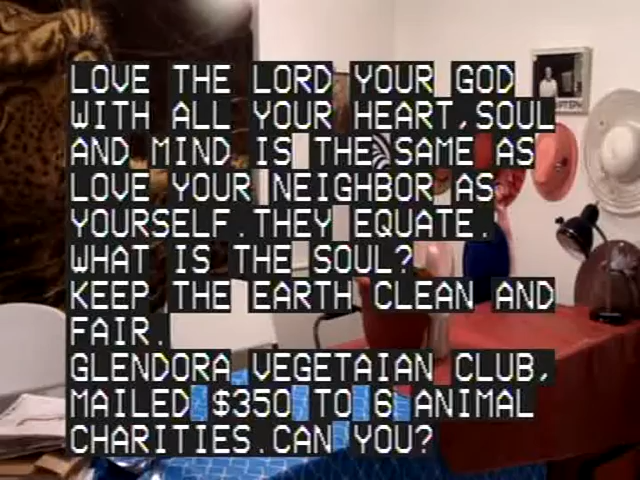 LOVE THE LORD YOUR GOD
WITH ALL YOUR HEART,SOUL
AND MIND IS THE SAME AS
LOVE YOUR NEIGHBOR AS
YOURSELF.THEY EQUATE.
WHAT IS THE SOUL?
KEEP THE EARTH CLEAN AND
FAIR.
GLENDORA VEGETAIAN CLUB,
MAILED $350 TO 6 ANIMAL
CHARITIES.CAN YOU?